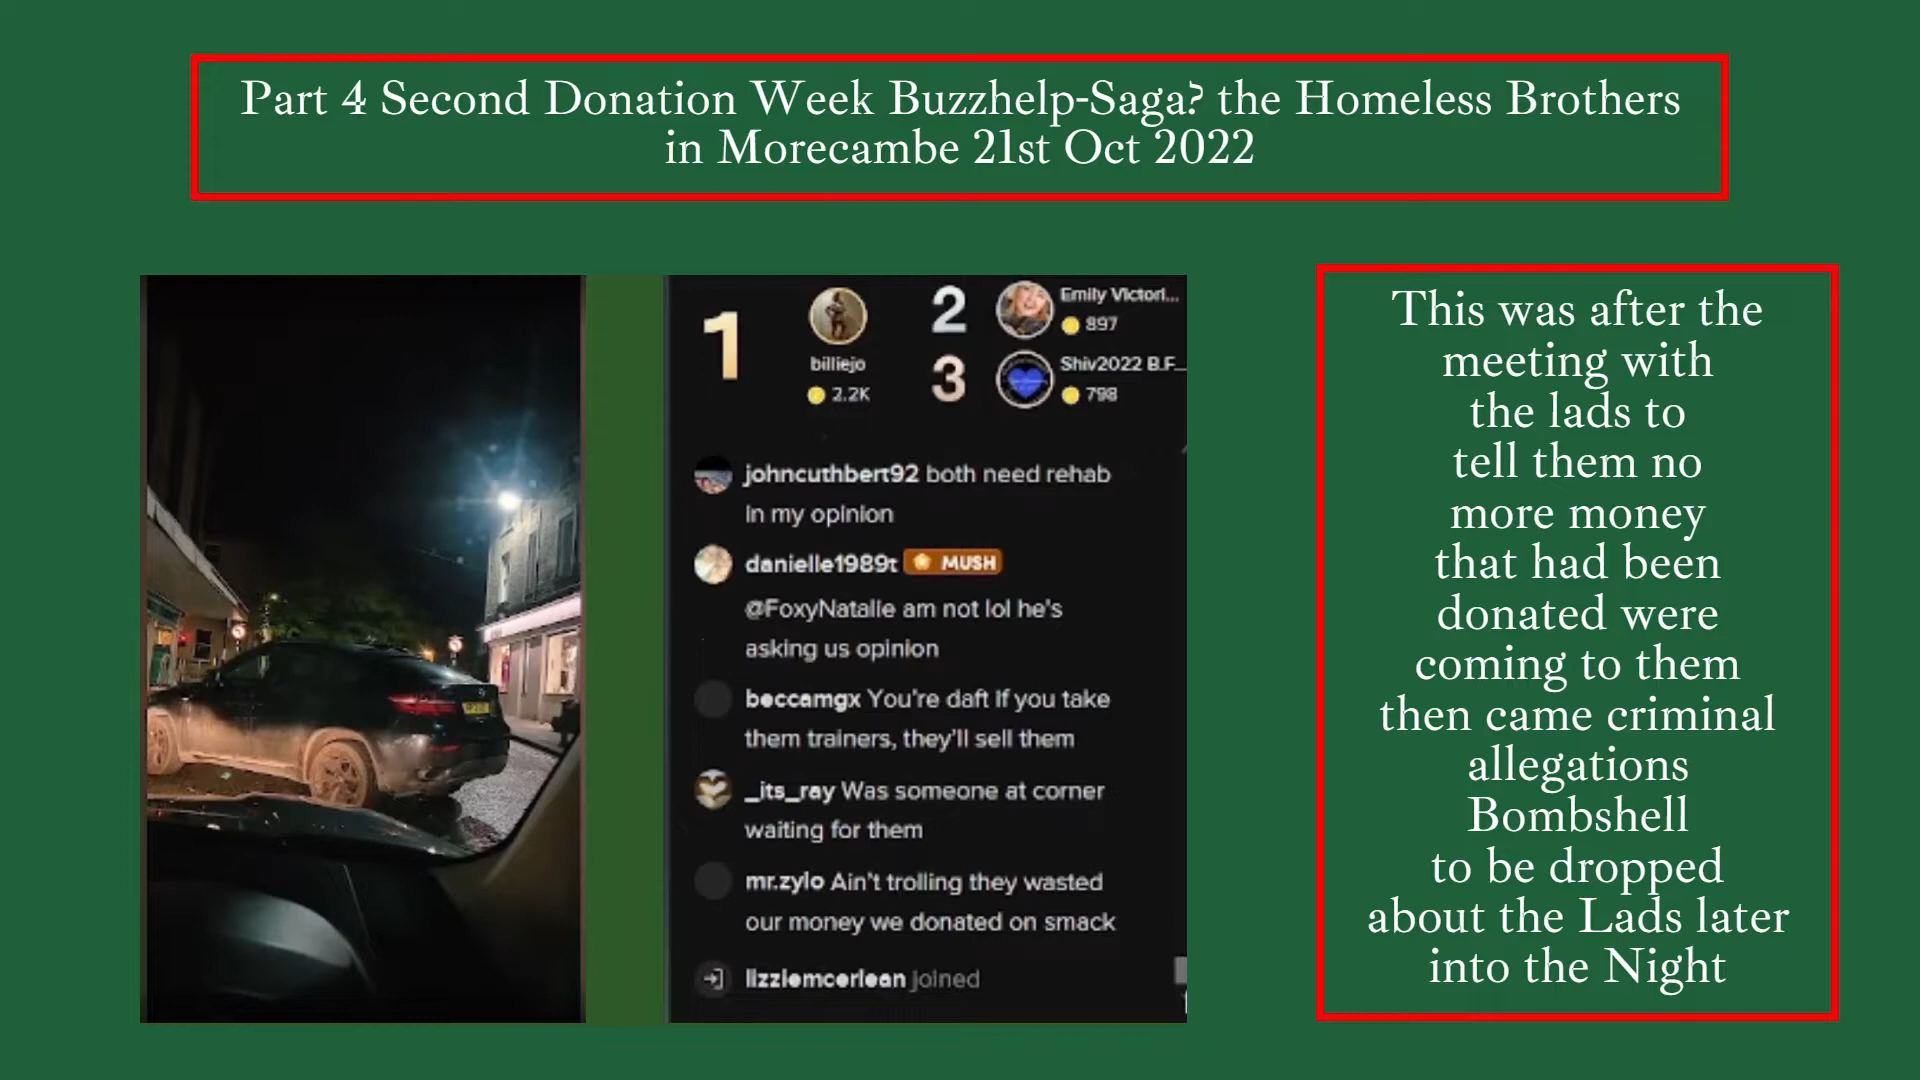 Part 4 Second Donation Week Buzzhelp-Saga? the Homeless Brothers
in Morecambe 21st Oct 2022
1
billiejo
2.2K
2
Emily Victori...
897
3
Shiv2022 B.F...
798
johncuthbert92 both need rehab
in my opinion
danielle1989t MUSH
@FoxyNatalie am not lol he's
asking us opinion
beccamgx You're daft if you take
them trainers, they'll sell them
_its_ray Was someone at corner
waiting for them
mr.zylo Ain't trolling they wasted
our money we donated on smack
lizziemcerlean joined
This was after the
meeting with
the lads to
tell them no
more money
that had been
donated were
coming to them
then came criminal
allegations
Bombshell
to be dropped
about the Lads later
into the Night